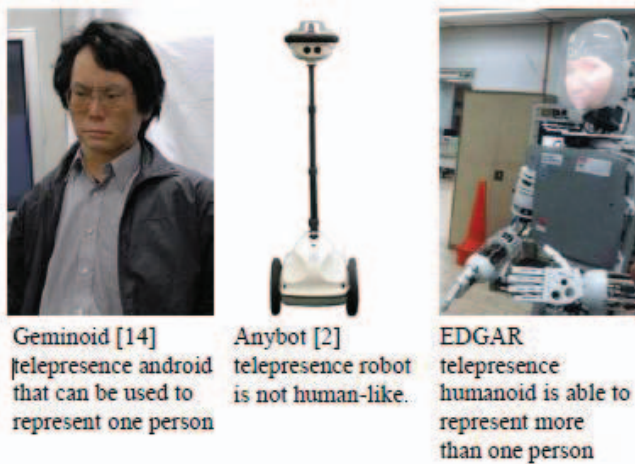 Geminoid [14]
telepresence android
that can be used to
represent one person
Anybot [2]
telepresence robot
is not human-like.
EDGAR
telepresence
humanoid is able to
represent more
than one person